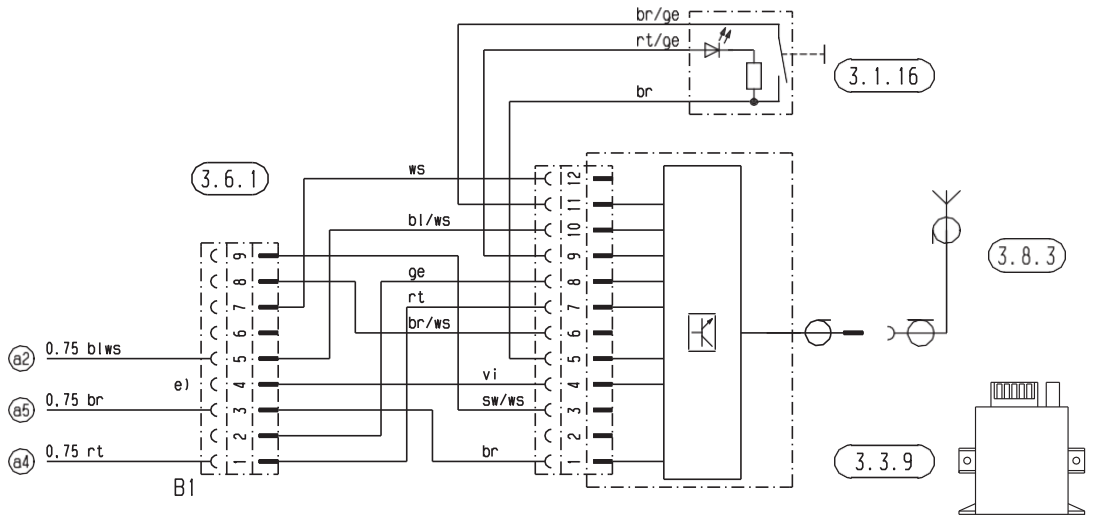 br/ge
rt/ge
3.1.16
br
3.6.1
ws
12
11
bl/ws
10
9
9
3.8.3
8
ge
8
7
rt
7
6
br/ws
6
a2 0,75 blws
5
5
e)
4
vi
4
a5 0,75 br
3
sw/ws
3
2
2
a4 0,75 rt
1
br
1
3.3.9
B1